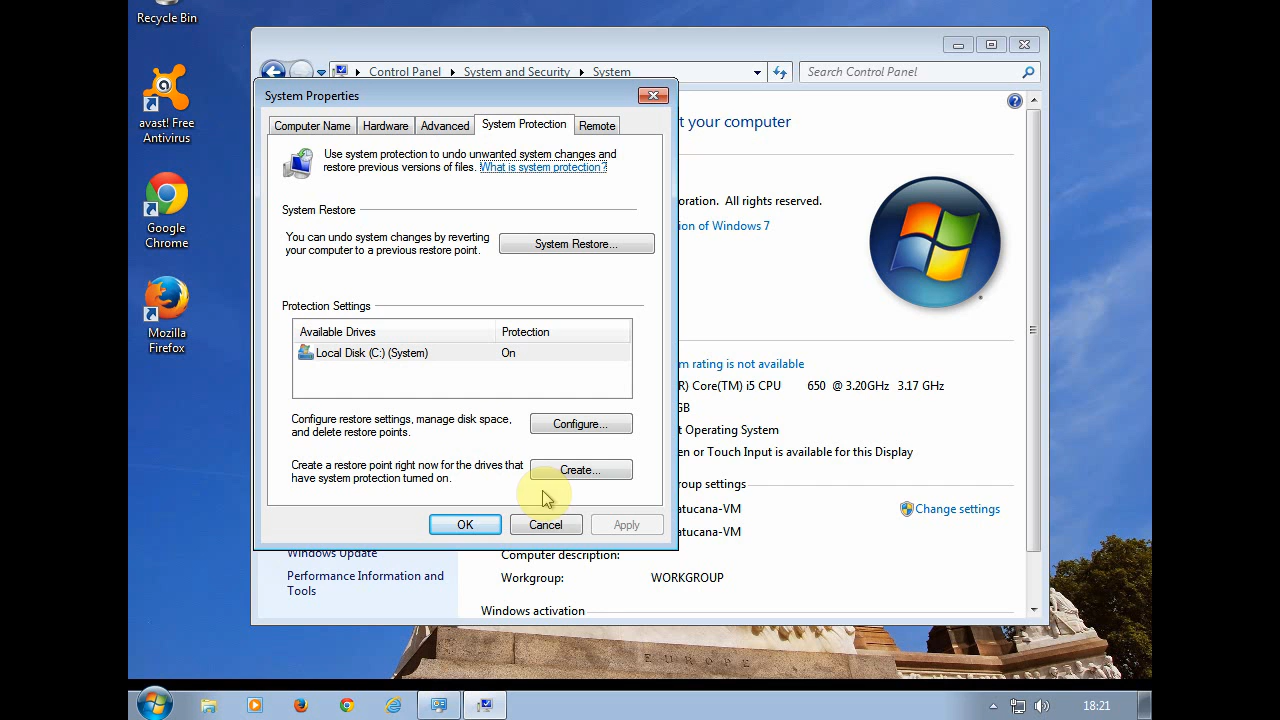 Recycle Bin
avast! Free
Antivirus
Google
Chrome
Mozilla
Firefox
Control Panel
System and Security
System
Search Control Panel
System Properties
Computer Name
Hardware
Advanced
System Protection
Remote
Use system protection to undo unwanted system changes and
restore previous versions of files. What is system protection?
System Restore
You can undo system changes by reverting
your computer to a previous restore point.
System Restore...
Protection Settings
Available Drives
Protection
Local Disk (C:) (System)
On
Configure restore settings, manage disk space,
and delete restore points.
Configure...
Create a restore point right now for the drives that
have system protection turned on.
Create...
OK
Cancel
Apply
t your computer
oration. All rights reserved.
on of Windows 7
m rating is not available
R) Core(TM) i5 CPU 650 @ 3.20GHz 3.17 GHz
GB
t Operating System
en or Touch Input is available for this Display
roup settings
atucana-VM
Change settings
atucana-VM
Computer description:
Workgroup: WORKGROUP
Windows activation
Windows Update
Performance Information and
Tools
EUROPE
18:21